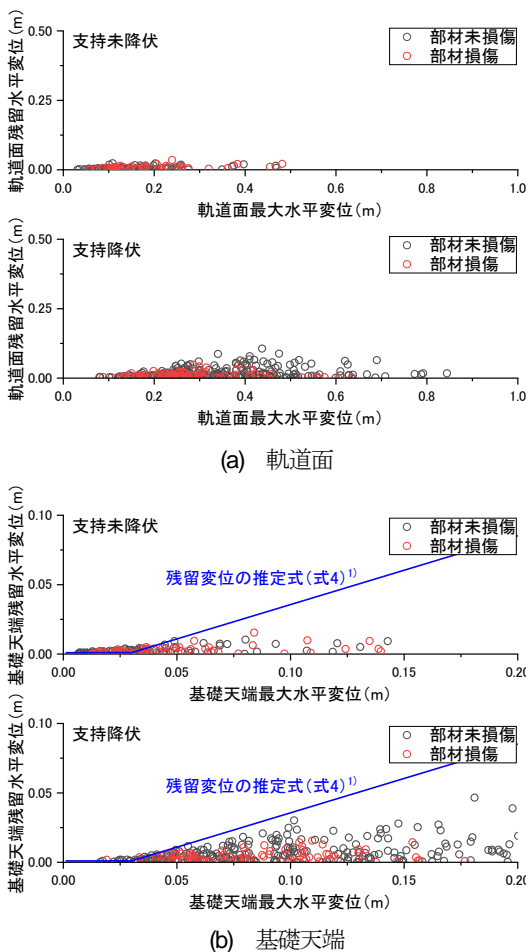 軌道面残留水平変位(m)
0.50
0.25
0.00
支持未降伏
部材未損傷
部材損傷
0.0 0.2 0.4 0.6 0.8 1.0
軌道面最大水平変位(m)
軌道面残留水平変位(m)
0.50
0.25
0.00
支持降伏
部材未損傷
部材損傷
0.0 0.2 0.4 0.6 0.8 1.0
軌道面最大水平変位(m)
(a) 軌道面
基礎天端残留水平変位(m)
0.10
0.05
0.00
支持未降伏
部材未損傷
部材損傷
残留変位の推定式(式4)1)
0.00 0.05 0.10 0.15 0.20
基礎天端最大水平変位(m)
基礎天端残留水平変位(m)
0.10
0.05
0.00
支持降伏
部材未損傷
部材損傷
残留変位の推定式(式4)1)
0.00 0.05 0.10 0.15 0.20
基礎天端最大水平変位(m)
(b) 基礎天端